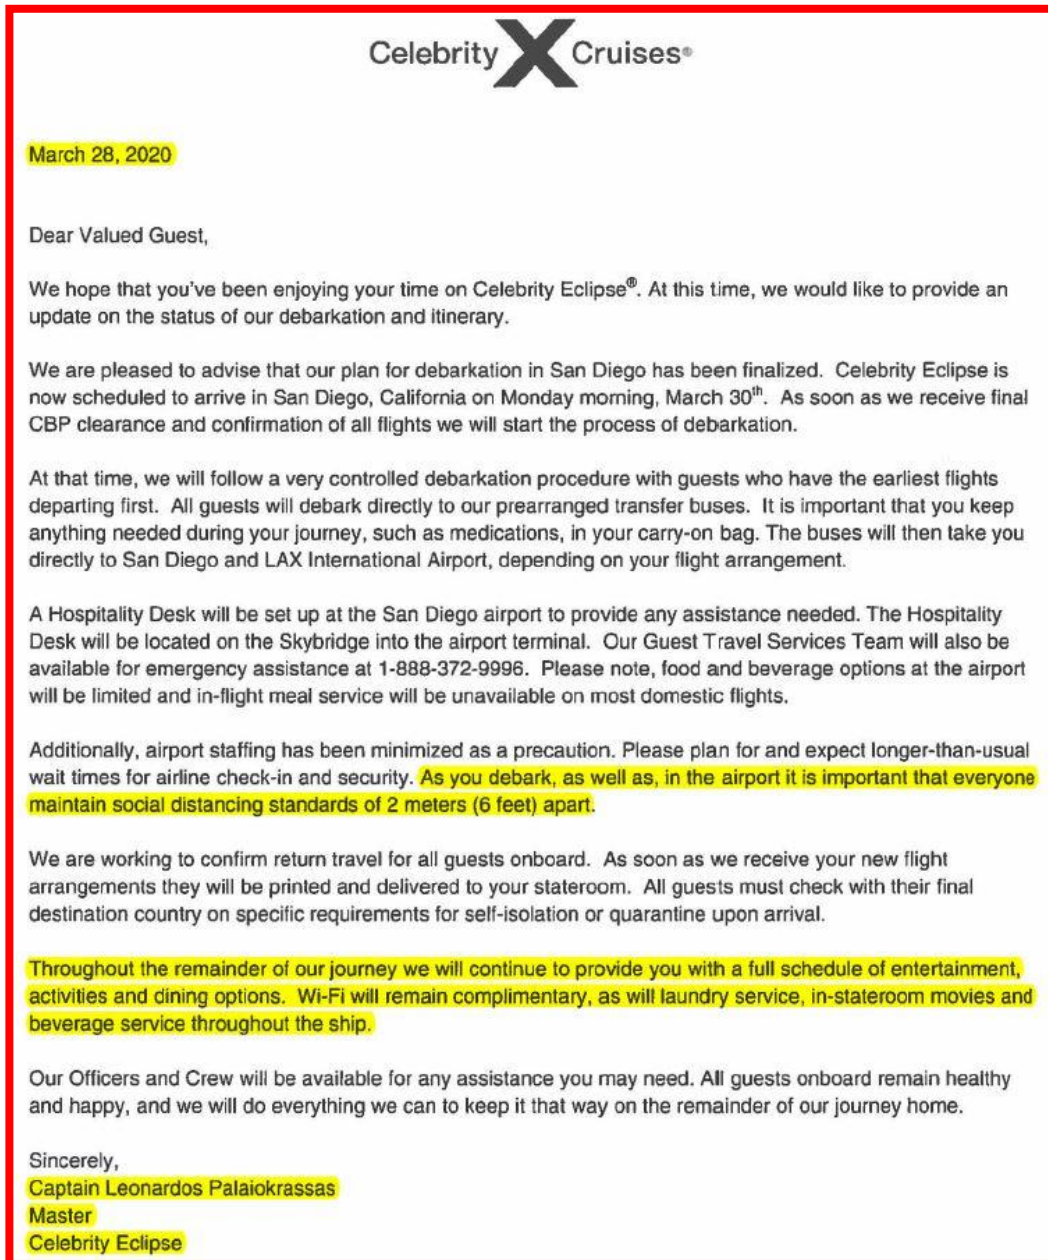 Celebrity X Cruises®
March 28, 2020
Dear Valued Guest,
We hope that you've been enjoying your time on Celebrity Eclipse®. At this time, we would like to provide an
update on the status of our debarkation and itinerary.
We are pleased to advise that our plan for debarkation in San Diego has been finalized. Celebrity Eclipse is
now scheduled to arrive in San Diego, California on Monday morning, March 30th. As soon as we receive final
CBP clearance and confirmation of all flights we will start the process of debarkation.
At that time, we will follow a very controlled debarkation procedure with guests who have the earliest flights
departing first. All guests will debark directly to our prearranged transfer buses. It is important that you keep
anything needed during your journey, such as medications, in your carry-on bag. The buses will then take you
directly to San Diego and LAX International Airport, depending on your flight arrangement.
A Hospitality Desk will be set up at the San Diego airport to provide any assistance needed. The Hospitality
Desk will be located on the Skybridge into the airport terminal. Our Guest Travel Services Team will also be
available for emergency assistance at 1-888-372-9996. Please note, food and beverage options at the airport
will be limited and in-flight meal service will be unavailable on most domestic flights.
Additionally, airport staffing has been minimized as a precaution. Please plan for and expect longer-than-usual
wait times for airline check-in and security. As you debark, as well as, in the airport it is important that everyone
maintain social distancing standards of 2 meters (6 feet) apart.
We are working to confirm return travel for all guests onboard. As soon as we receive your new flight
arrangements they will be printed and delivered to your stateroom. All guests must check with their final
destination country on specific requirements for self-isolation or quarantine upon arrival.
Throughout the remainder of our journey we will continue to provide you with a full schedule of entertainment,
activities and dining options. Wi-Fi will remain complimentary, as will laundry service, in-stateroom movies and
beverage service throughout the ship.
Our Officers and Crew will be available for any assistance you may need. All guests onboard remain healthy
and happy, and we will do everything we can to keep it that way on the remainder of our journey home.
Sincerely,
Captain Leonardos Palaiokrassas
Master
Celebrity Eclipse